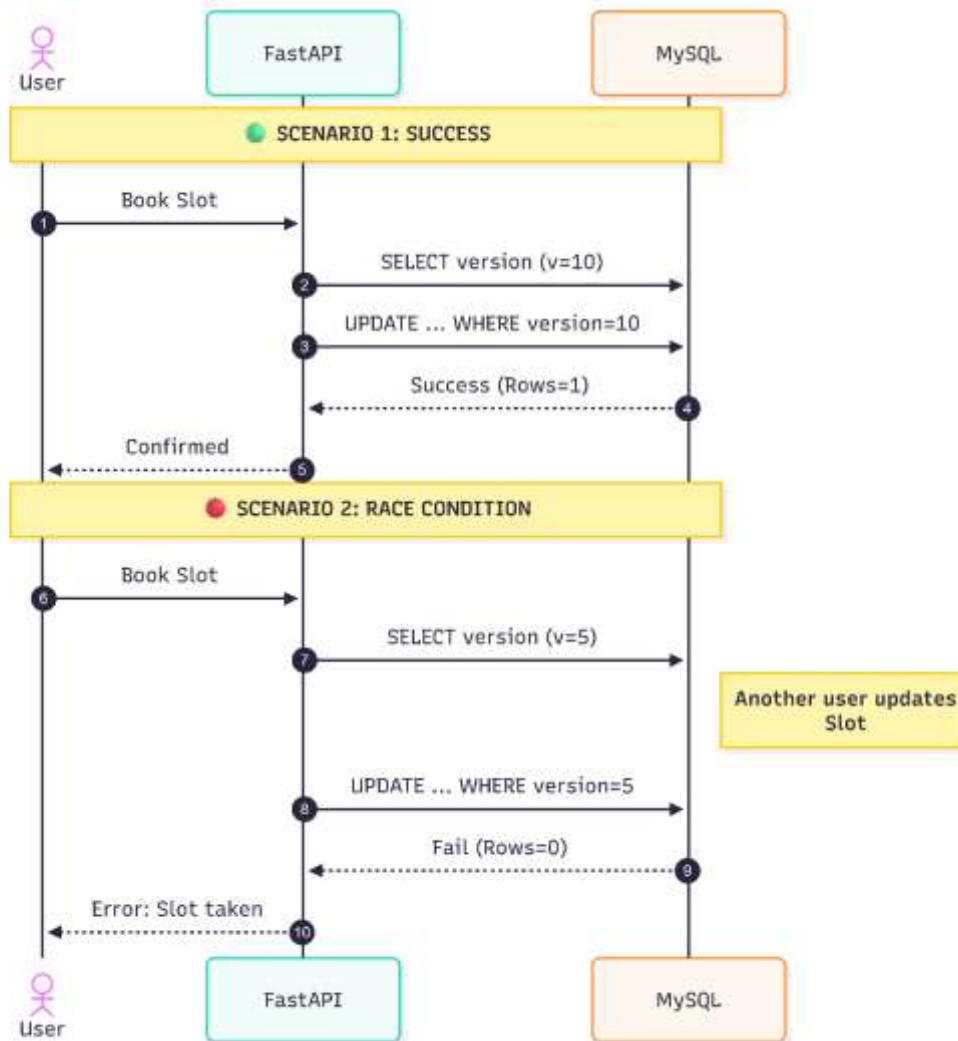 FastAPI
MySQL
User
SCENARIO 1: SUCCESS
Book Slot
1
SELECT version (v=10)
2
UPDATE ... WHERE version=10
3
Success (Rows=1)
4
Confirmed
5
SCENARIO 2: RACE CONDITION
Book Slot
6
SELECT version (v=5)
7
Another user updates
Slot
UPDATE ... WHERE version=5
8
Fail (Rows=0)
9
Error: Slot taken
10
FastAPI
MySQL
User